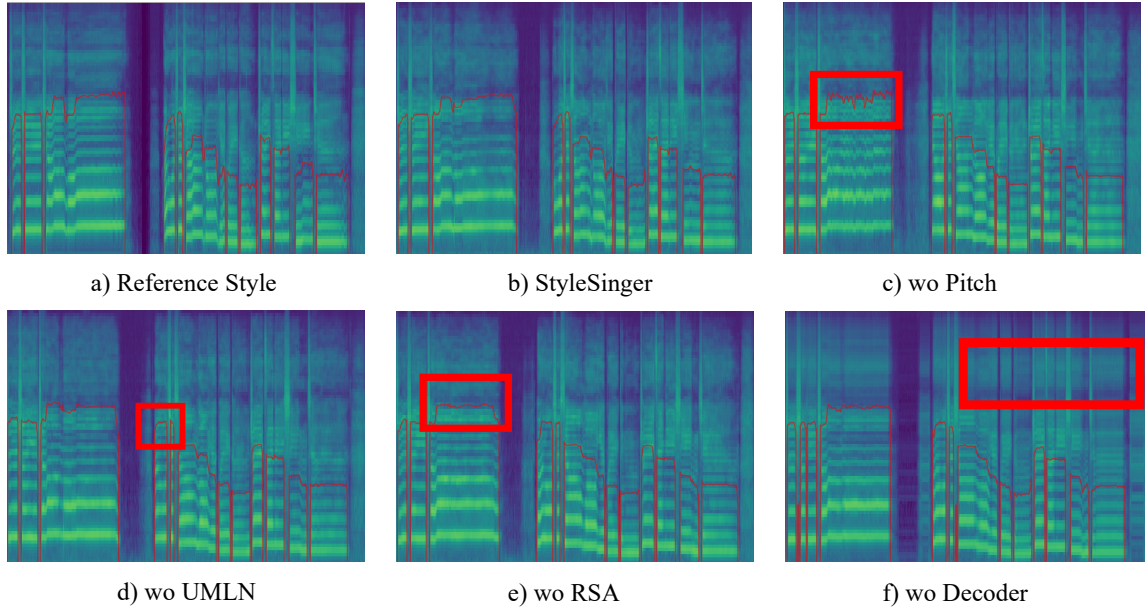 a) Reference Style
b) StyleSinger
c) wo Pitch
d) wo UMLN
e) wo RSA
f) wo Decoder